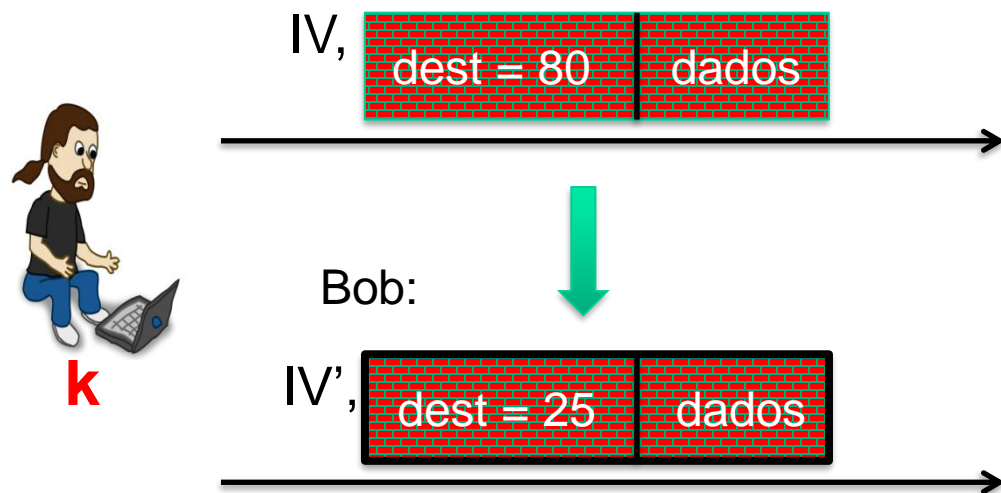 IV, dest = 80 dados
Bob:
k
IV’, dest = 25 dados